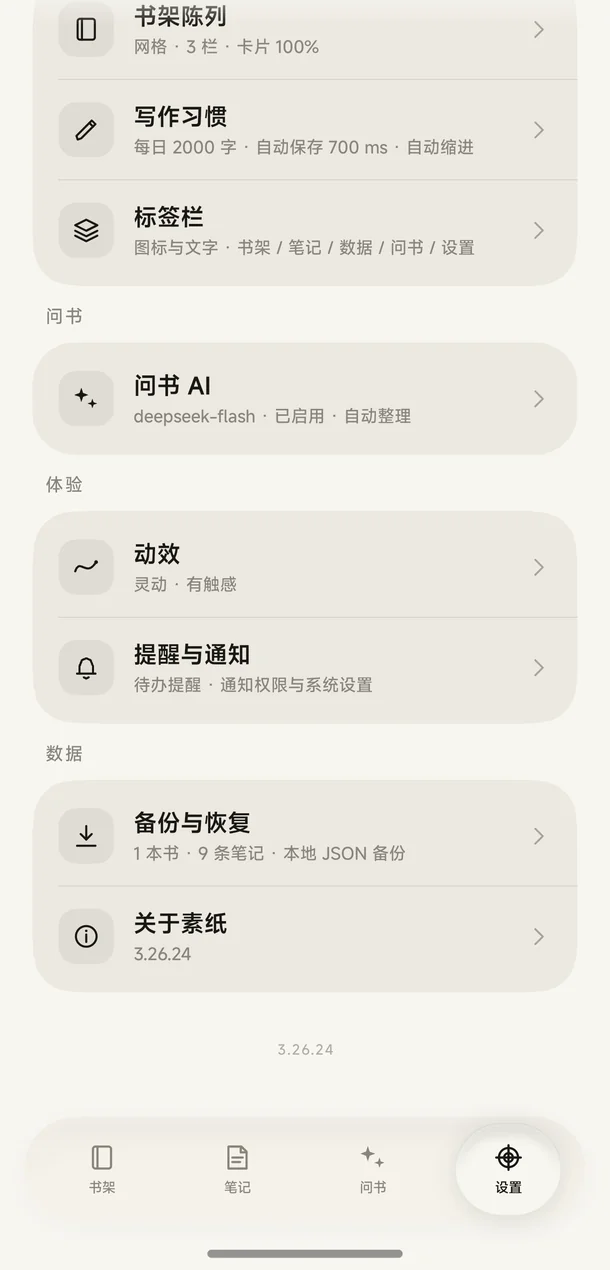 书架陈列
网格 · 3 栏 · 卡片 100%
写作习惯
每日 2000 字 · 自动保存 700 ms · 自动缩进
标签栏
图标与文字 · 书架 / 笔记 / 数据 / 问书 / 设置
问书
问书 AI
deepseek-flash · 已启用 · 自动整理
体验
动效
灵动 · 有触感
提醒与通知
待办提醒 · 通知权限与系统设置
数据
备份与恢复
1 本书 · 9 条笔记 · 本地 JSON 备份
关于素纸
3.26.24
3.26.24
书架
笔记
问书
设置